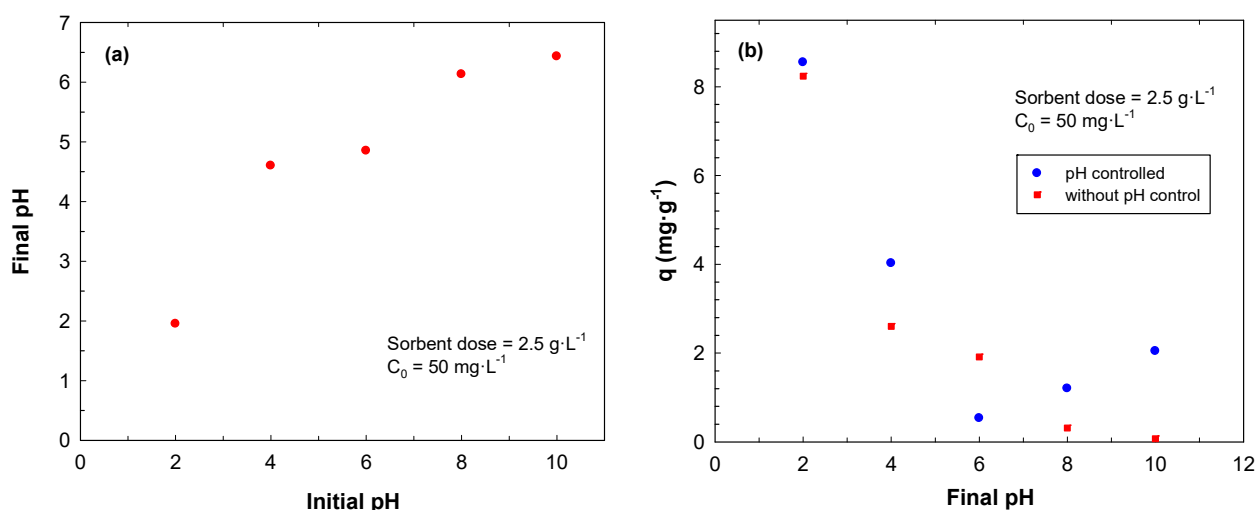 (a)
7
6
5
4
3
2
1
0
Final pH
Sorbent dose = 2.5 g·L⁻¹
C₀ = 50 mg·L⁻¹
0 2 4 6 8 10
Initial pH
(b)
8
6
4
2
0
q (mg·g⁻¹)
Sorbent dose = 2.5 g·L⁻¹
C₀ = 50 mg·L⁻¹
pH controlled
without pH control
0 2 4 6 8 10 12
Final pH